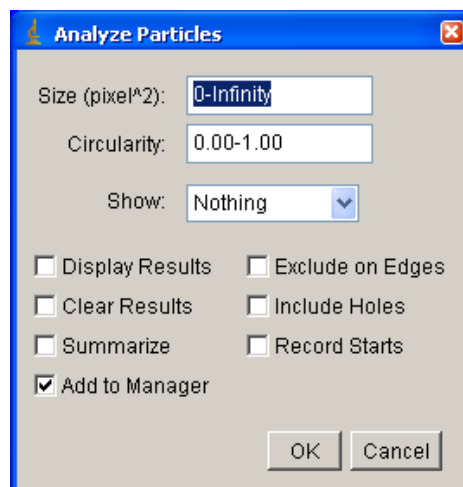 Analyze Particles
Size (pixel^2): 0-Infinity
Circularity: 0.00-1.00
Show: Nothing
Display Results Exclude on Edges
Clear Results Include Holes
Summarize Record Starts
Add to Manager
OK Cancel